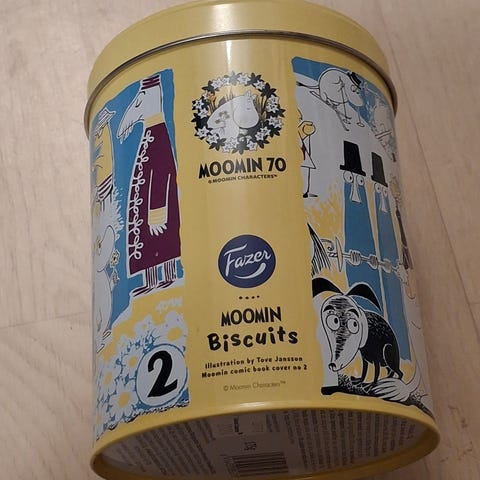 MOOMIN 70
© MOOMIN CHARACTERS™
Fazer
MOOMIN
Biscuits
Illustration by Tove Jansson
Moomin comic book cover no 2
© Moomin Characters™
2